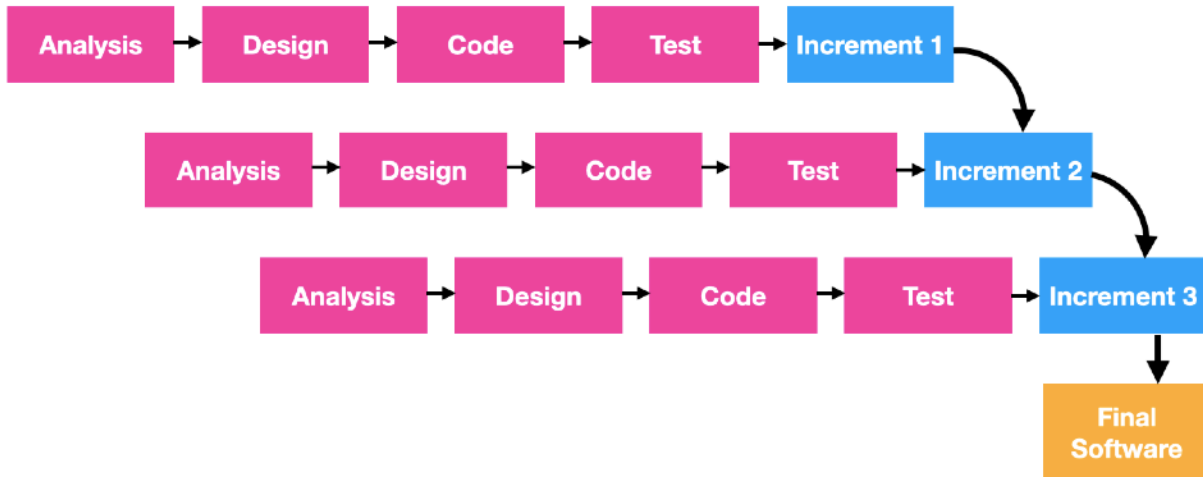 Analysis
Design
Code
Test
Increment 1
Analysis
Design
Code
Test
Increment 2
Analysis
Design
Code
Test
Increment 3
Final
Software